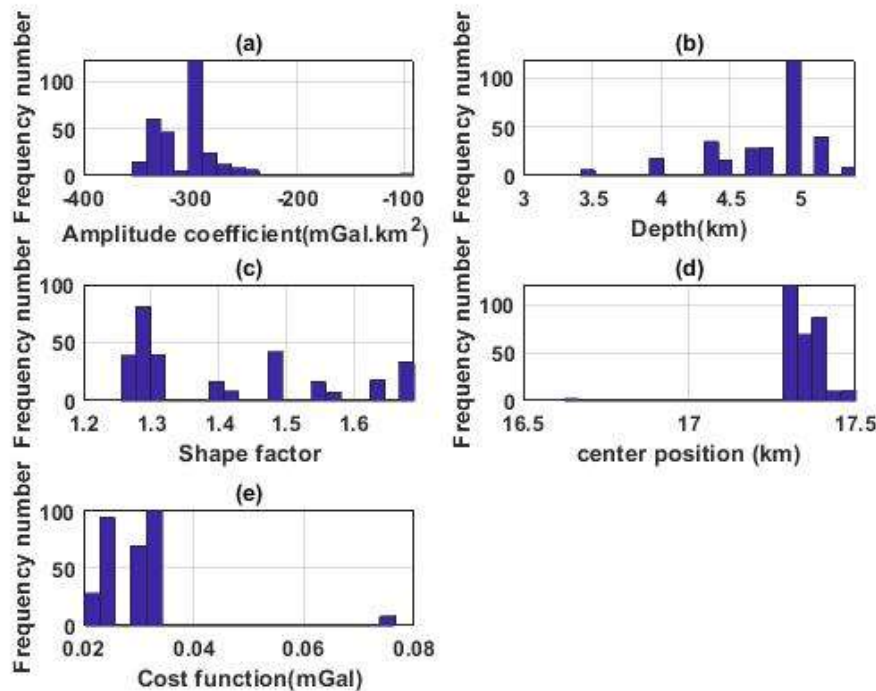 (a)
Frequency number
100
50
0
-400 -300 -200 -100
Amplitude coefficient(mGal.km²)
(b)
Frequency number
100
50
0
3 3.5 4 4.5 5
Depth(km)
(c)
Frequency number
100
50
0
1.2 1.3 1.4 1.5 1.6
Shape factor
(d)
Frequency number
100
50
0
16.5 17 17.5
center position (km)
(e)
Frequency number
100
50
0
0.02 0.04 0.06 0.08
Cost function(mGal)